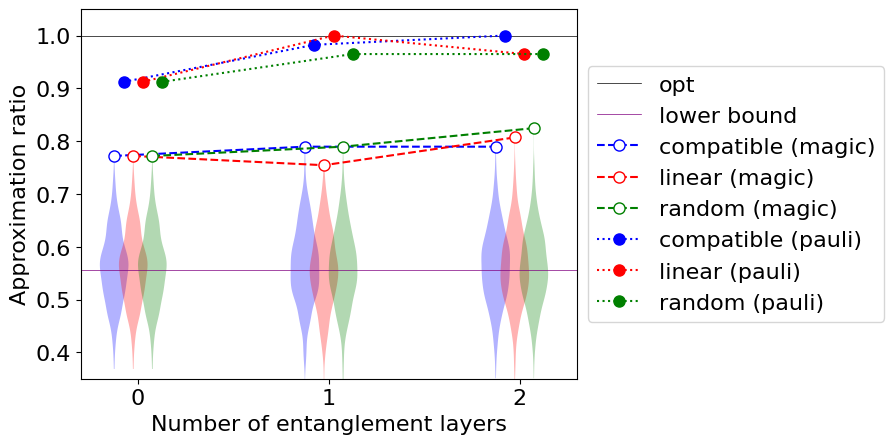 Approximation ratio
1.0
0.9
0.8
0.7
0.6
0.5
0.4
0
1
2
Number of entanglement layers
opt
lower bound
compatible (magic)
linear (magic)
random (magic)
compatible (pauli)
linear (pauli)
random (pauli)